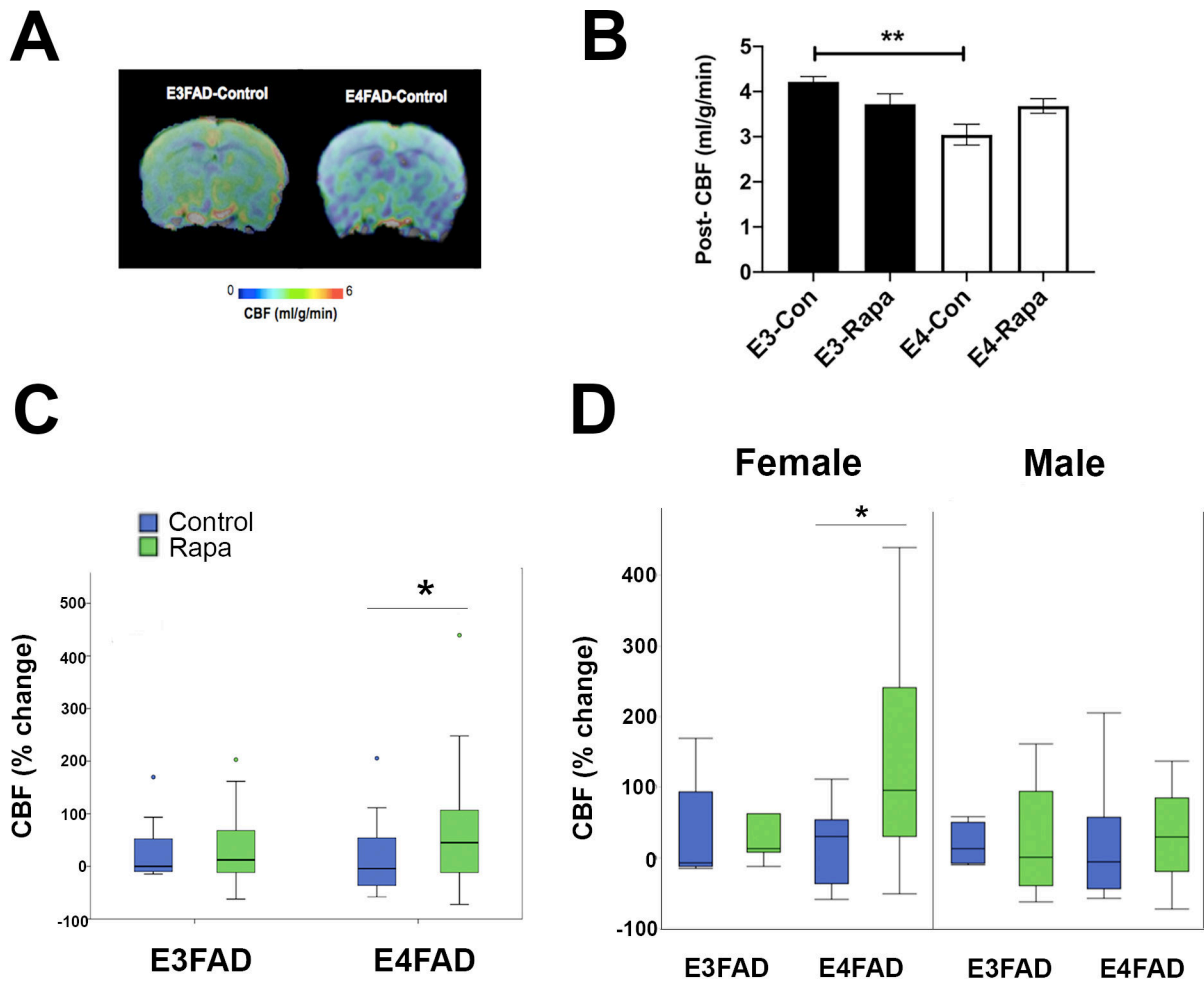 A
E3FAD-Control
E4FAD-Control
0
6
CBF (ml/g/min)
B
**
Post- CBF (ml/g/min)
5
4
3
2
1
0
E3-Con
E3-Rapa
E4-Con
E4-Rapa
C
Control
Rapa
*
CBF (% change)
500
400
300
200
100
0
-100
E3FAD
E4FAD
D
Female
Male
*
CBF (% change)
400
300
200
100
0
-100
E3FAD
E4FAD
E3FAD
E4FAD